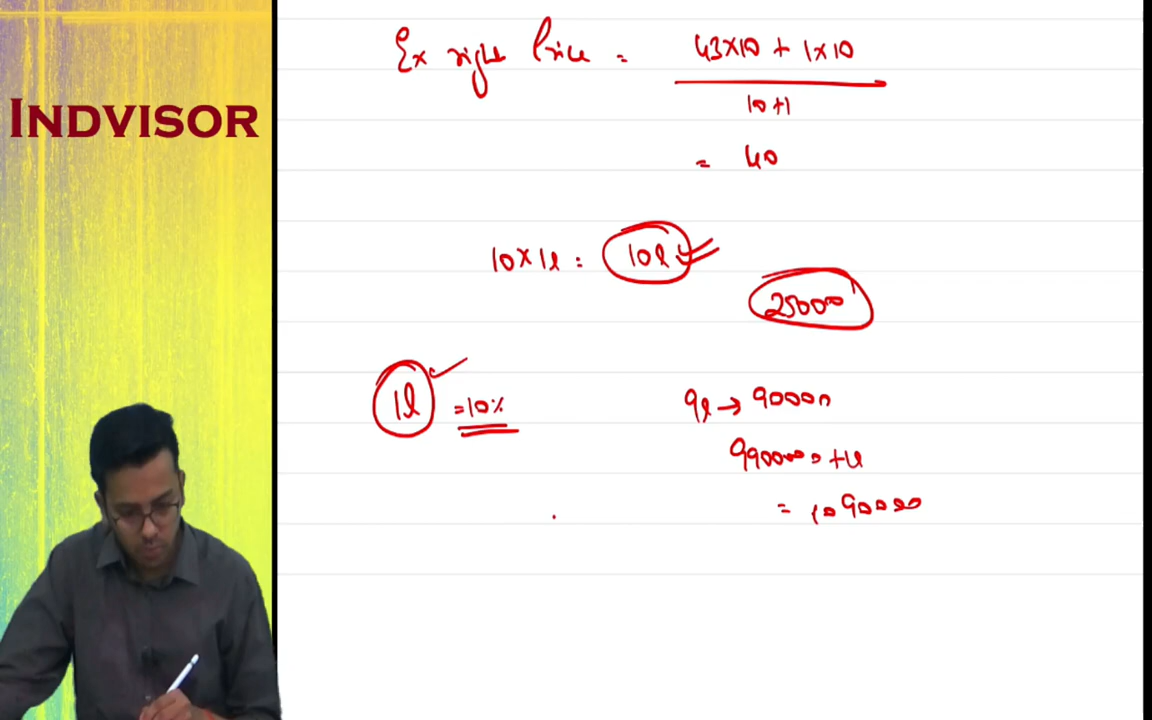 INDVISOR
Ex right Price = 43×10 + 1×10
10+1
= 40
10×1l = 10l
25000
1l =10%
9l → 90000
990000 +1l
= 1090000